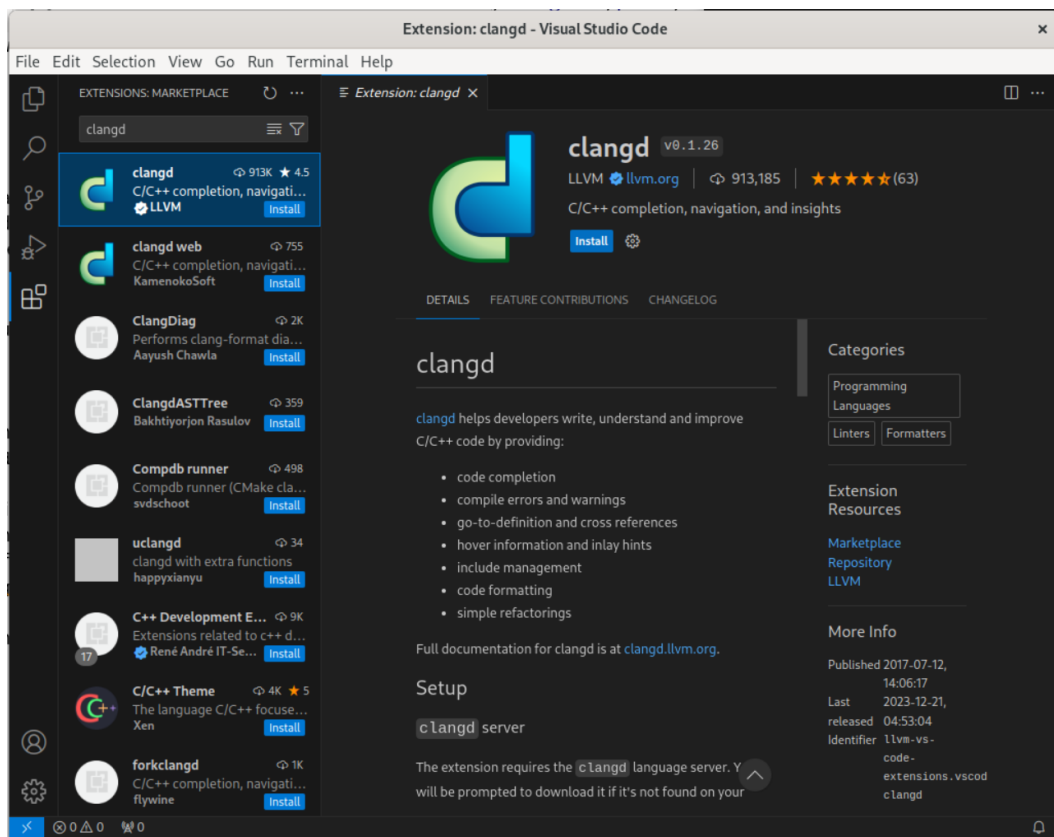 Extension: clangd - Visual Studio Code
File Edit Selection View Go Run Terminal Help
EXTENSIONS: MARKETPLACE
clangd
clangd 913K 4.5
C/C++ completion, navigati...
LLVM Install
clangd web 755
C/C++ completion, navigati...
KamenokoSoft Install
ClangDiag 2K
Performs clang-format dia...
Aayush Chawla Install
ClangdASTTree 359
Bakhtiyorjon Rasulov Install
Compdb runner 498
Compdb runner (CMake cla...
svdschoot Install
uclangd 34
clangd with extra functions
happyxianyu Install
C++ Development E... 9K
Extensions related to c++ d...
17 René André IT-Se... Install
C/C++ Theme 4K 5
The language C/C++ focuse...
Xen Install
forkclangd 1K
C/C++ completion, navigati...
flywine Install
Extension: clangd
clangd v0.1.26
LLVM llvm.org 913,185 (63)
C/C++ completion, navigation, and insights
Install
DETAILS FEATURE CONTRIBUTIONS CHANGELOG
clangd
clangd helps developers write, understand and improve
C/C++ code by providing:
• code completion
• compile errors and warnings
• go-to-definition and cross references
• hover information and inlay hints
• include management
• code formatting
• simple refactorings
Full documentation for clangd is at clangd.llvm.org.
Setup
clangd server
The extension requires the clangd language server.
will be prompted to download it if it's not found on your
Categories
Programming
Languages
Linters Formatters
Extension
Resources
Marketplace
Repository
LLVM
More Info
Published 2017-07-12,
14:06:17
Last 2023-12-21,
released 04:53:04
Identifier llvm-vs-
code-
extensions.vscod
clangd
0 0 0